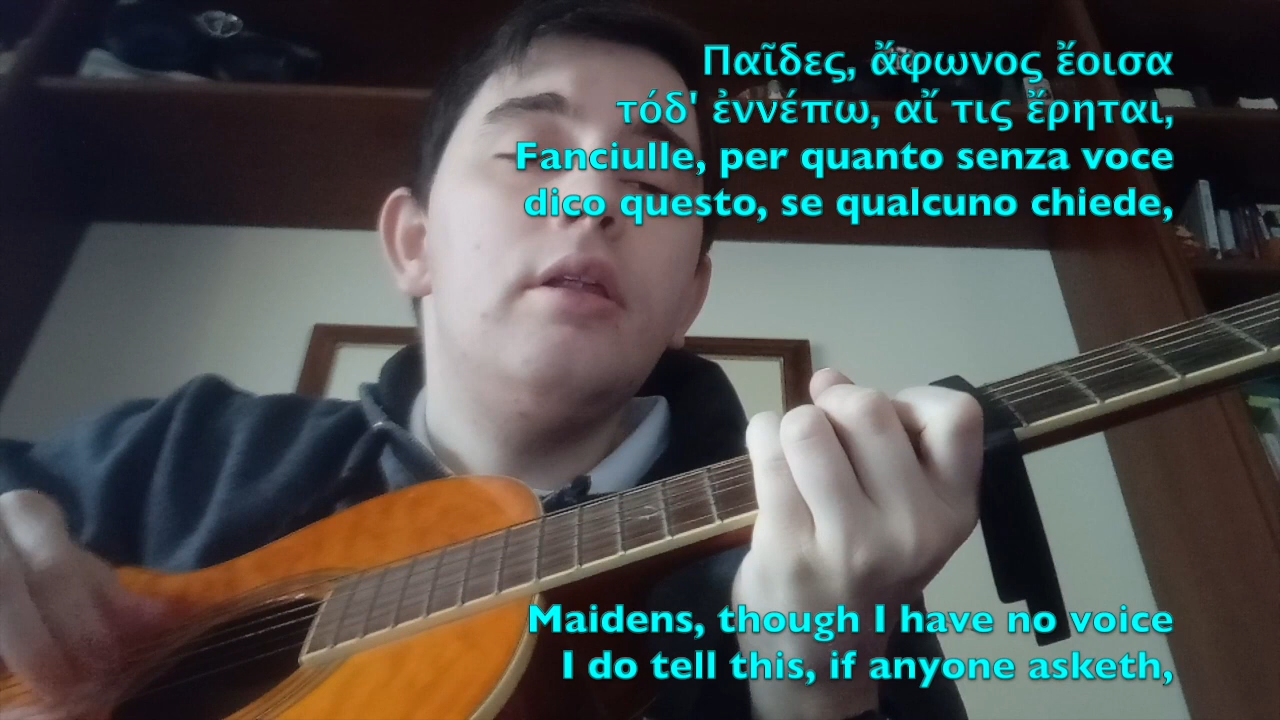 Παῖδες, ἄφωνος ἔοισα
τόδ' ἐννέπω, αἴ τις ἔρηται,
Fanciulle, per quanto senza voce
dico questo, se qualcuno chiede,
Maidens, though I have no voice
I do tell this, if anyone asketh,